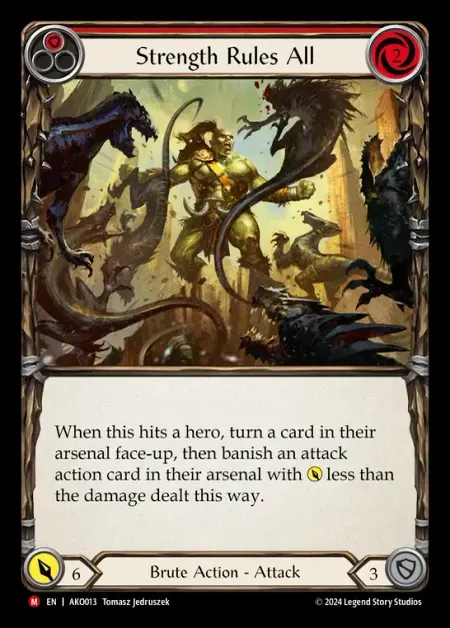 Strength Rules All
2
When this hits a hero, turn a card in their
arsenal face-up, then banish an attack
action card in their arsenal with less than
the damage dealt this way.
6
Brute Action - Attack
3
M EN | AKO013 Tomasz Jedruszek
© 2024 Legend Story Studios